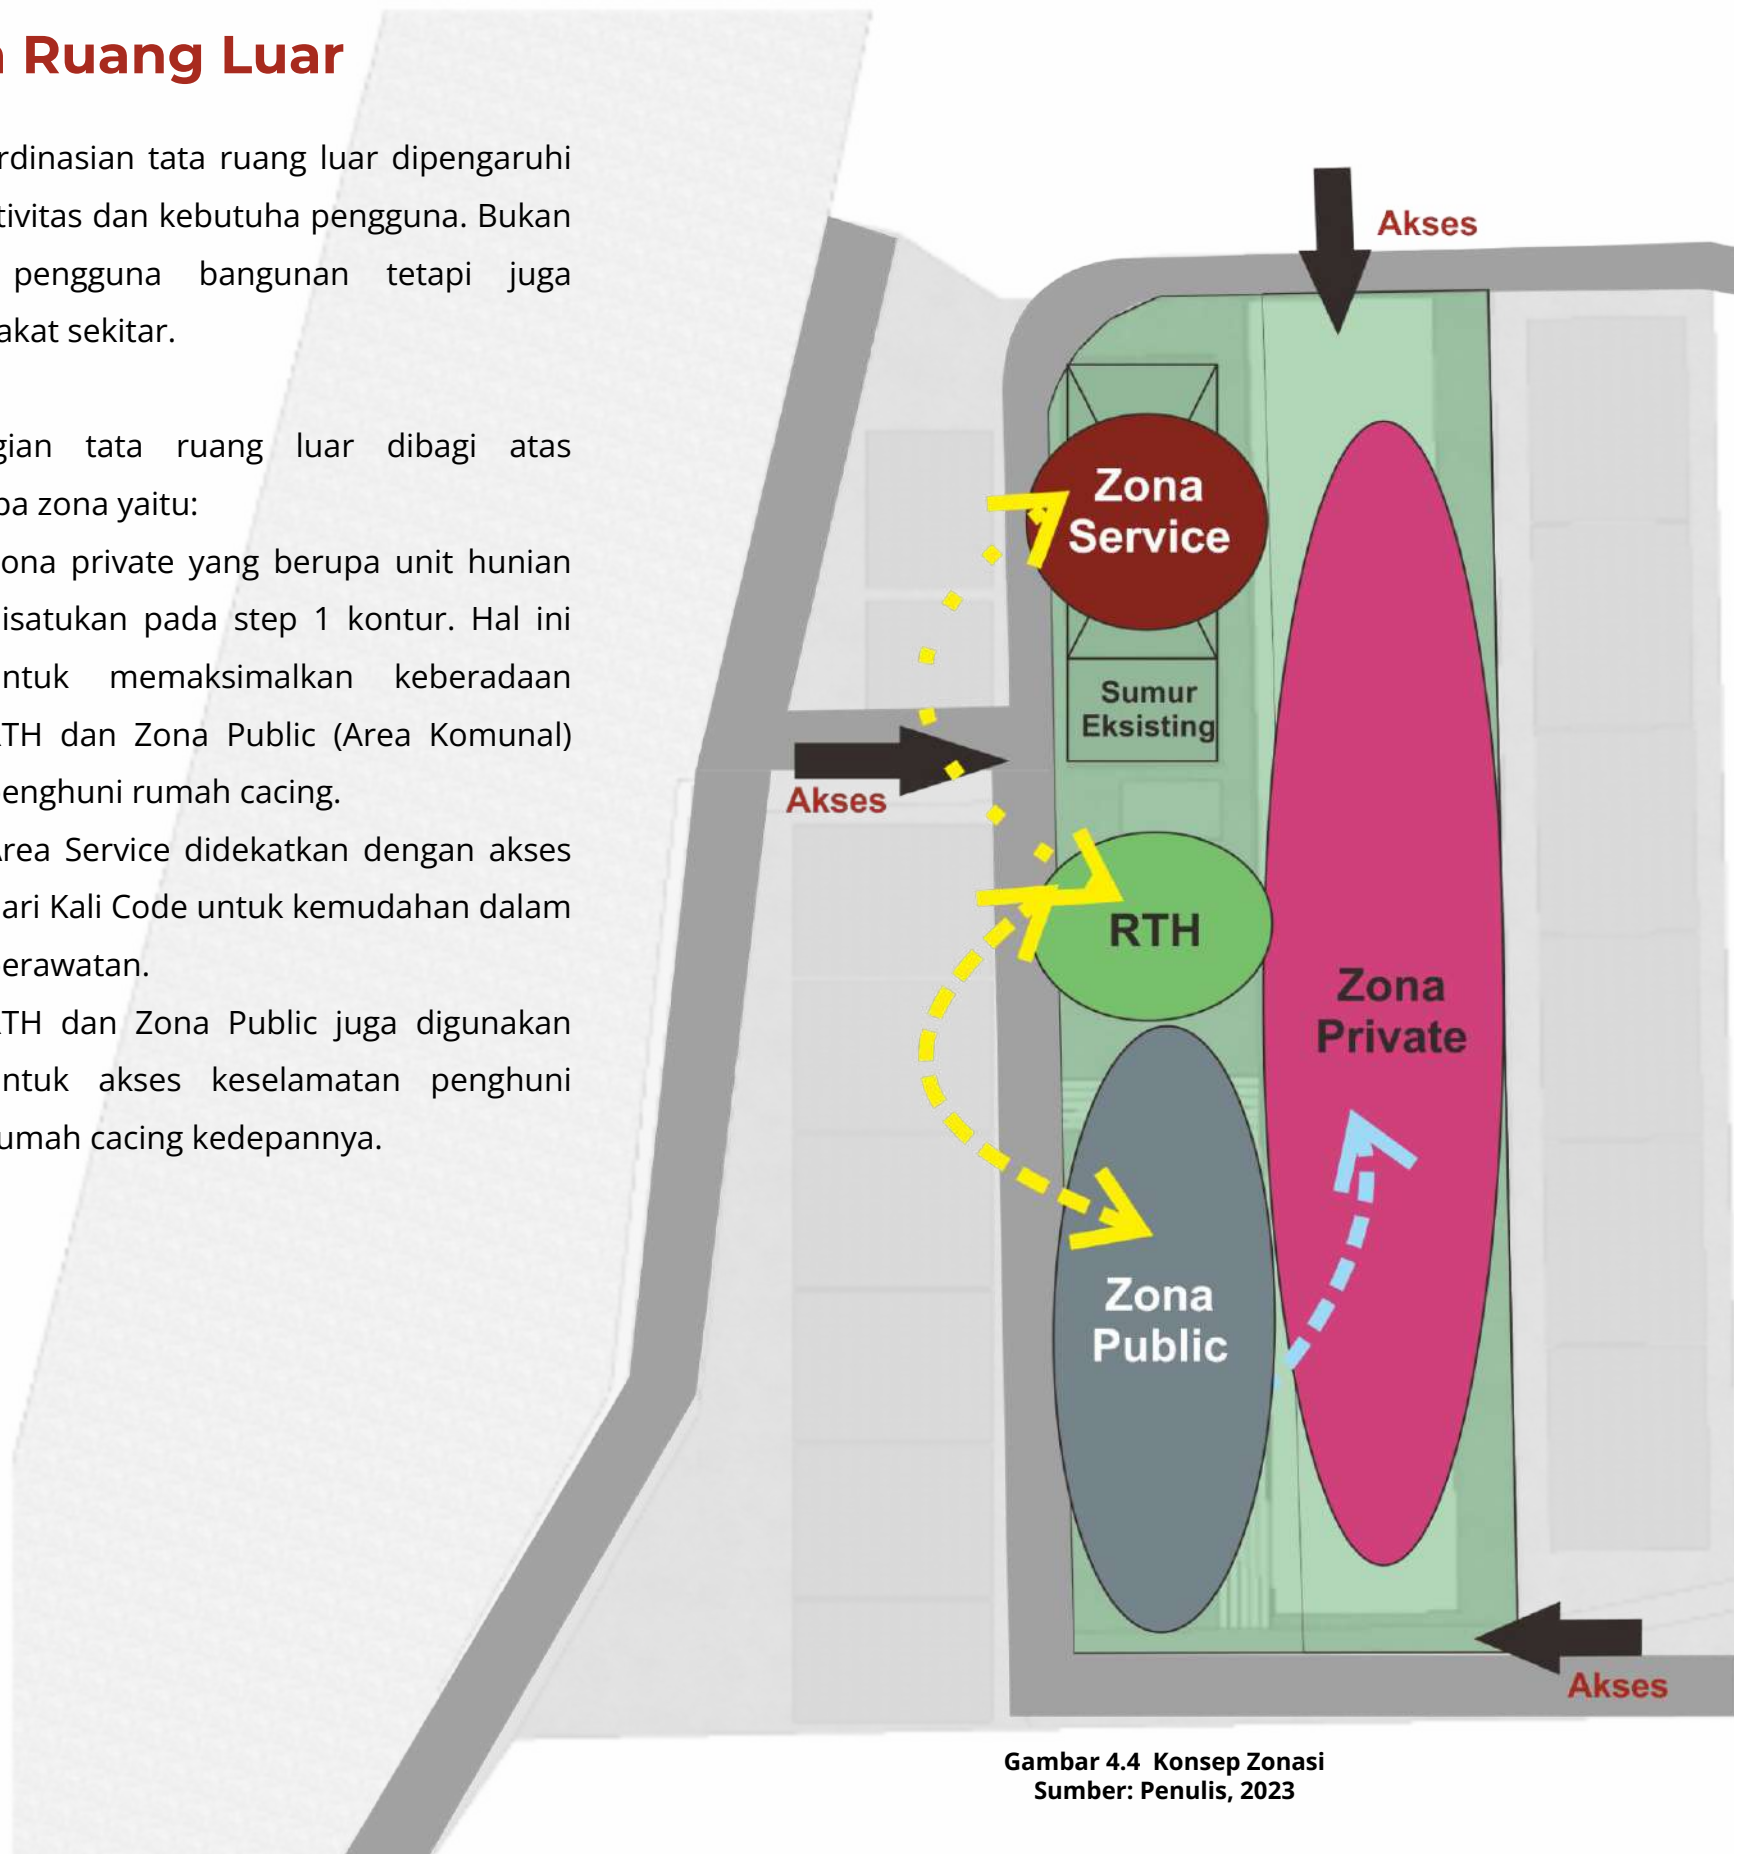 Ruang Luar
rdinasian tata ruang luar dipengaruhi
tivitas dan kebutuha pengguna. Bukan
pengguna bangunan tetapi juga
akat sekitar.
gian tata ruang luar dibagi atas
pa zona yaitu:
ona private yang berupa unit hunian
isatukan pada step 1 kontur. Hal ini
ntuk memaksimalkan keberadaan
TH dan Zona Public (Area Komunal)
enghuni rumah cacing.
rea Service didekatkan dengan akses
ari Kali Code untuk kemudahan dalam
erawatan.
TH dan Zona Public juga digunakan
ntuk akses keselamatan penghuni
umah cacing kedepannya.
Akses
Zona
Service
Sumur
Eksisting
Akses
RTH
Zona
Private
Zona
Public
Akses
Gambar 4.4 Konsep Zonasi
Sumber: Penulis, 2023